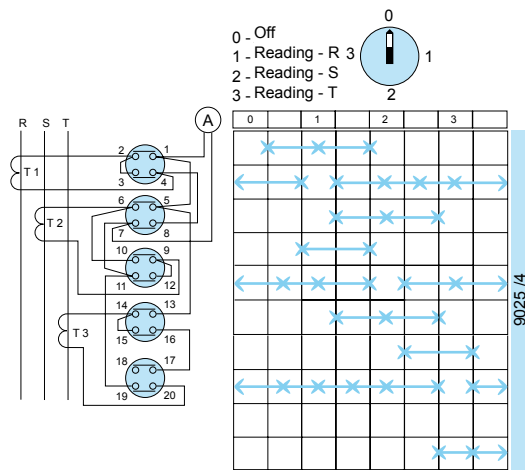 0
0 - Off
1 - Reading - R
2 - Reading - S
3 - Reading - T
3
1
2
R S T
A
0 1 2 3
2 1
T 1
3 4
6 5
T 2
7 8
10 9
11 12
14 13
T 3
15 16
18 17
19 20
9025 /4